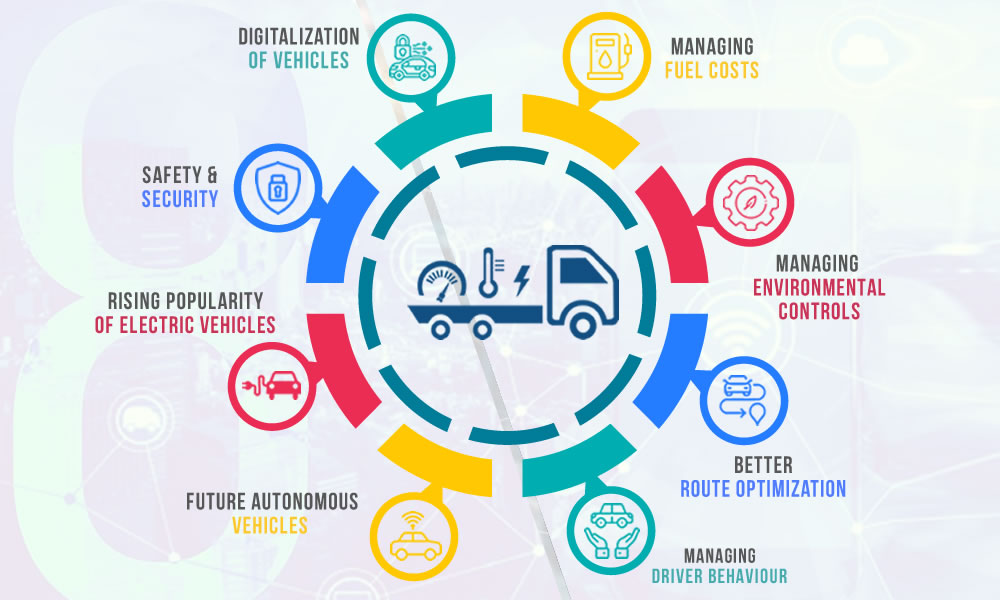 DIGITALIZATION
OF VEHICLES
MANAGING
FUEL COSTS
SAFETY &
SECURITY
MANAGING
ENVIRONMENTAL
CONTROLS
RISING POPULARITY
OF ELECTRIC VEHICLES
BETTER
ROUTE OPTIMIZATION
FUTURE AUTONOMOUS
VEHICLES
MANAGING
DRIVER BEHAVIOUR